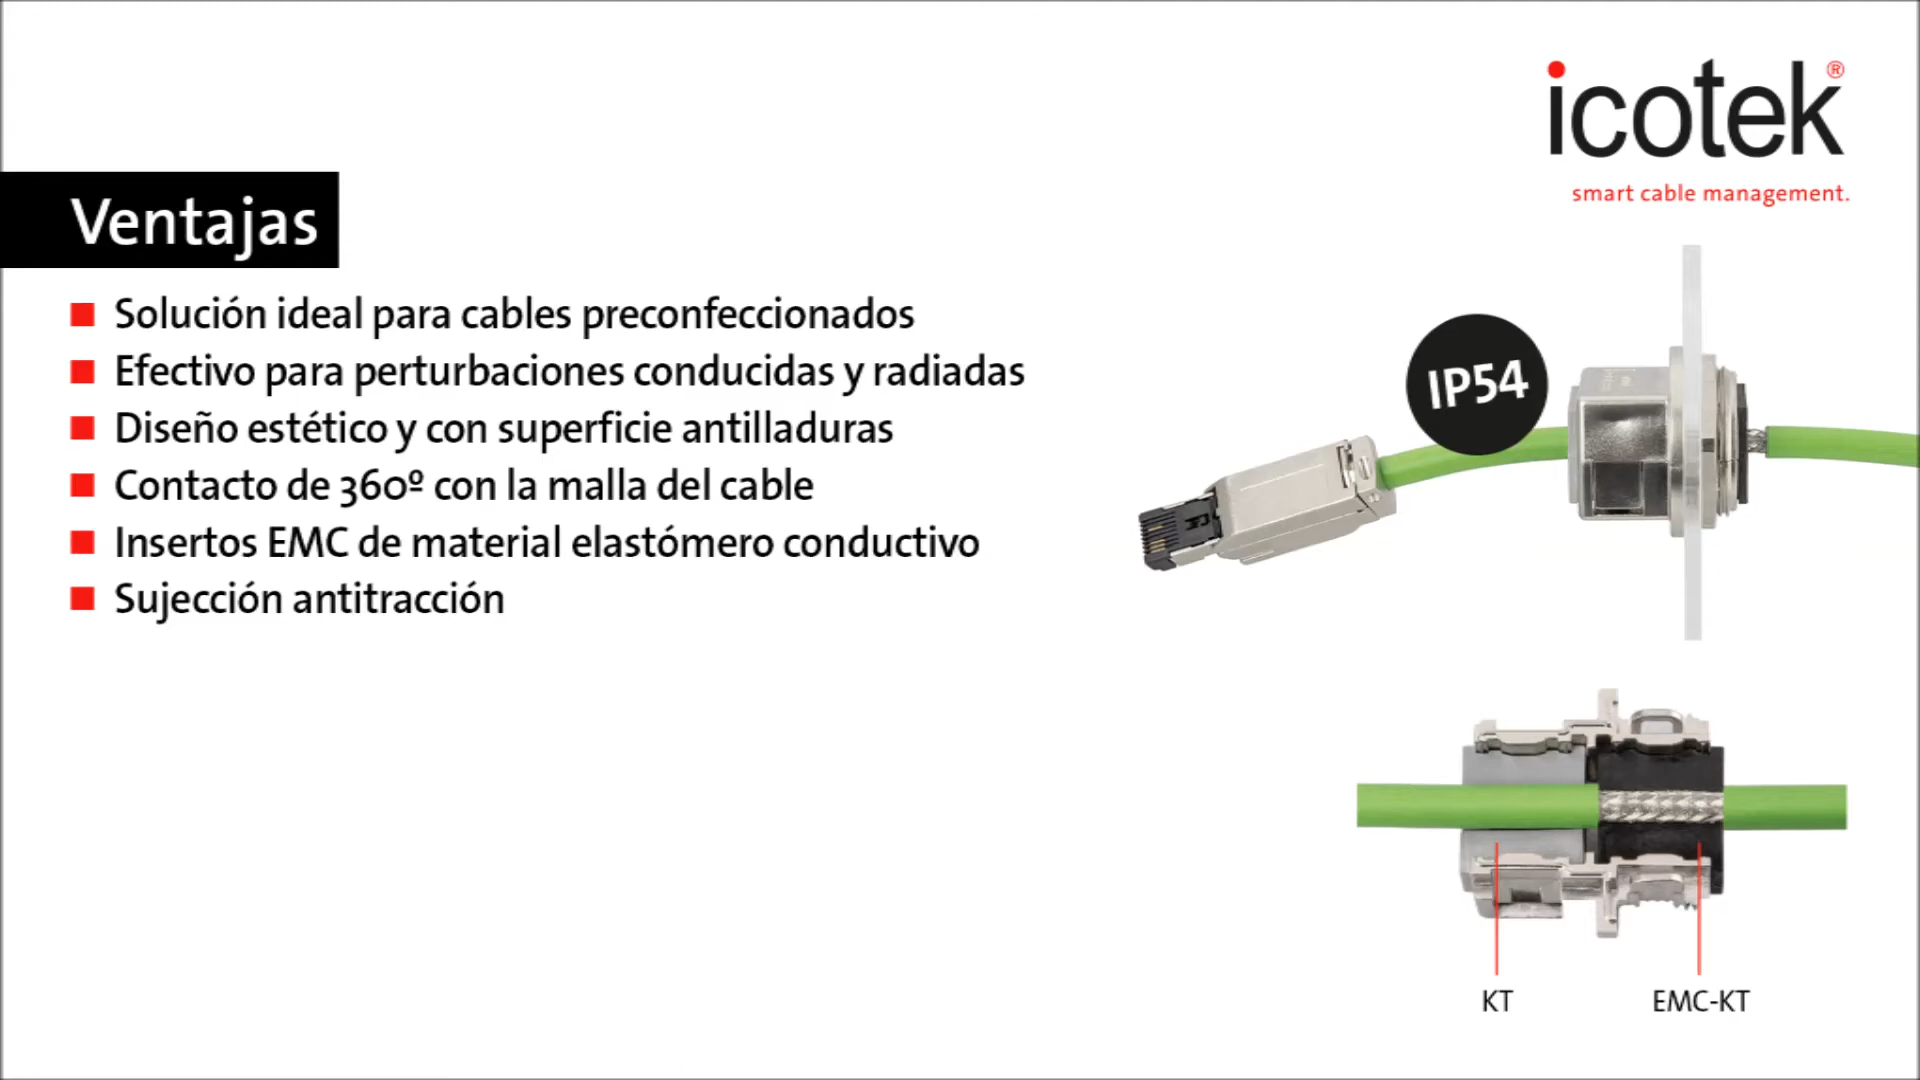 icotek®
smart cable management.
Ventajas
Solución ideal para cables preconfeccionados
Efectivo para perturbaciones conducidas y radiadas
Diseño estético y con superficie antilladuras
Contacto de 360º con la malla del cable
Insertos EMC de material elastómero conductivo
Sujección antitracción
IP54
KT
EMC-KT